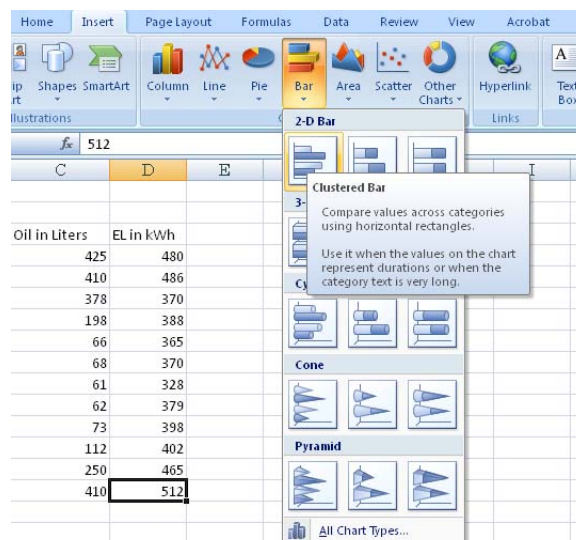 Home Insert Page Layout Formulas Data Review View Acrobat
Shapes SmartArt Column Line Pie Bar Area Scatter Other Charts Hyperlink
Links
2-D Bar
fx 512
C D E I
Clustered Bar
Compare values across categories
using horizontal rectangles.
Use it when the values on the chart
represent durations or when the
category text is very long.
Oil in Liters EL in kWh
425 480
410 486
378 370
198 388
66 365
68 370
61 328
62 379
73 398
112 402
250 465
410 512
Cone
Pyramid
All Chart Types...